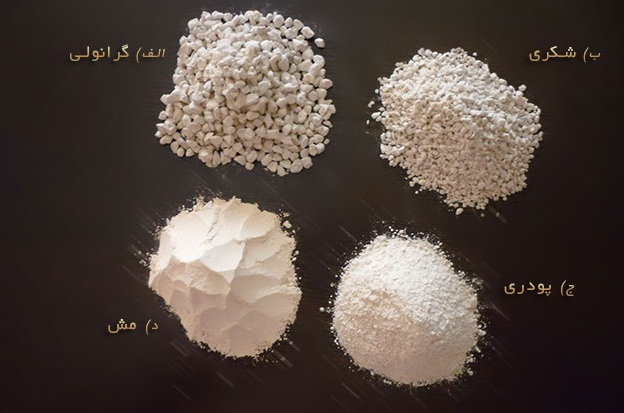 الف) گرانولی
ب) شکری
ج) پودری
د) مش